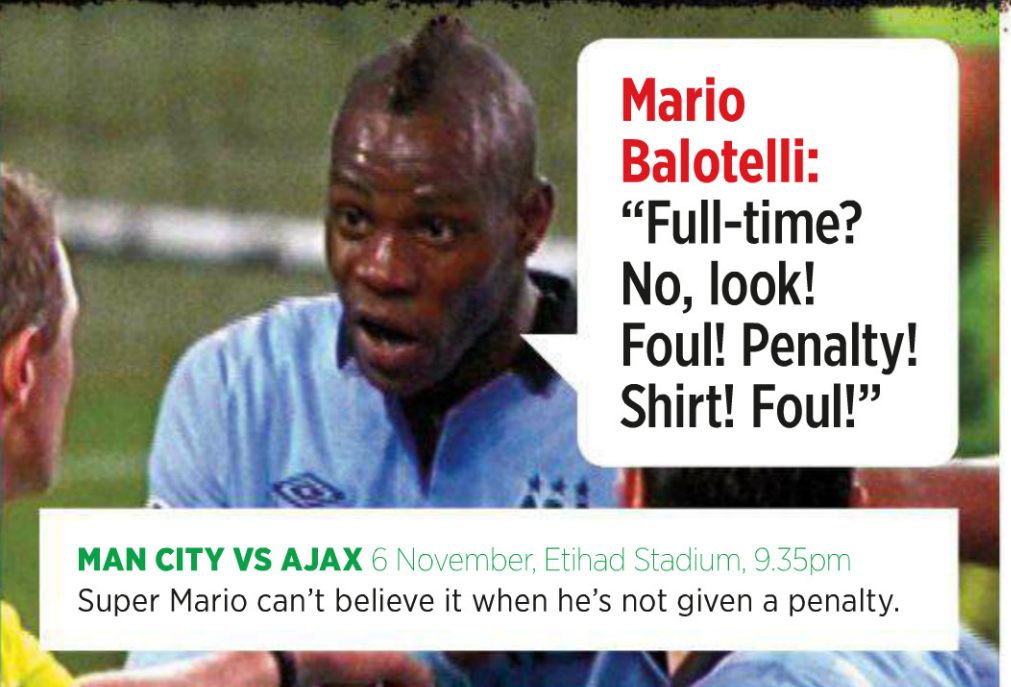 Mario
Balotelli:
“Full-time?
No, look!
Foul! Penalty!
Shirt! Foul!”
MAN CITY VS AJAX 6 November, Etihad Stadium, 9.35pm
Super Mario can’t believe it when he’s not given a penalty.